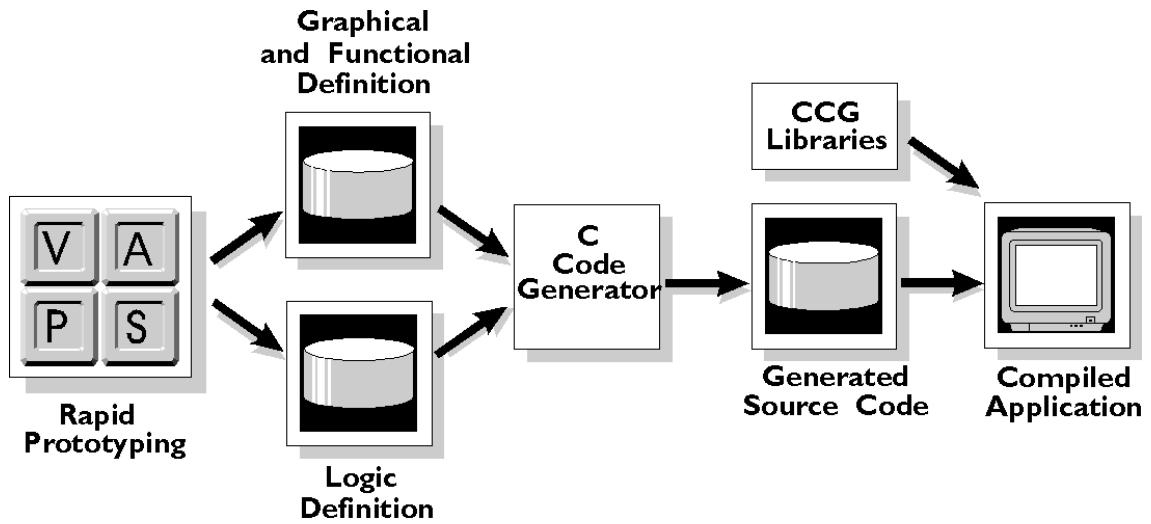 Graphical
and Functional
Definition
CCG
Libraries
V A
P S
C
Code
Generator
Rapid
Prototyping
Logic
Definition
Generated
Source Code
Compiled
Application